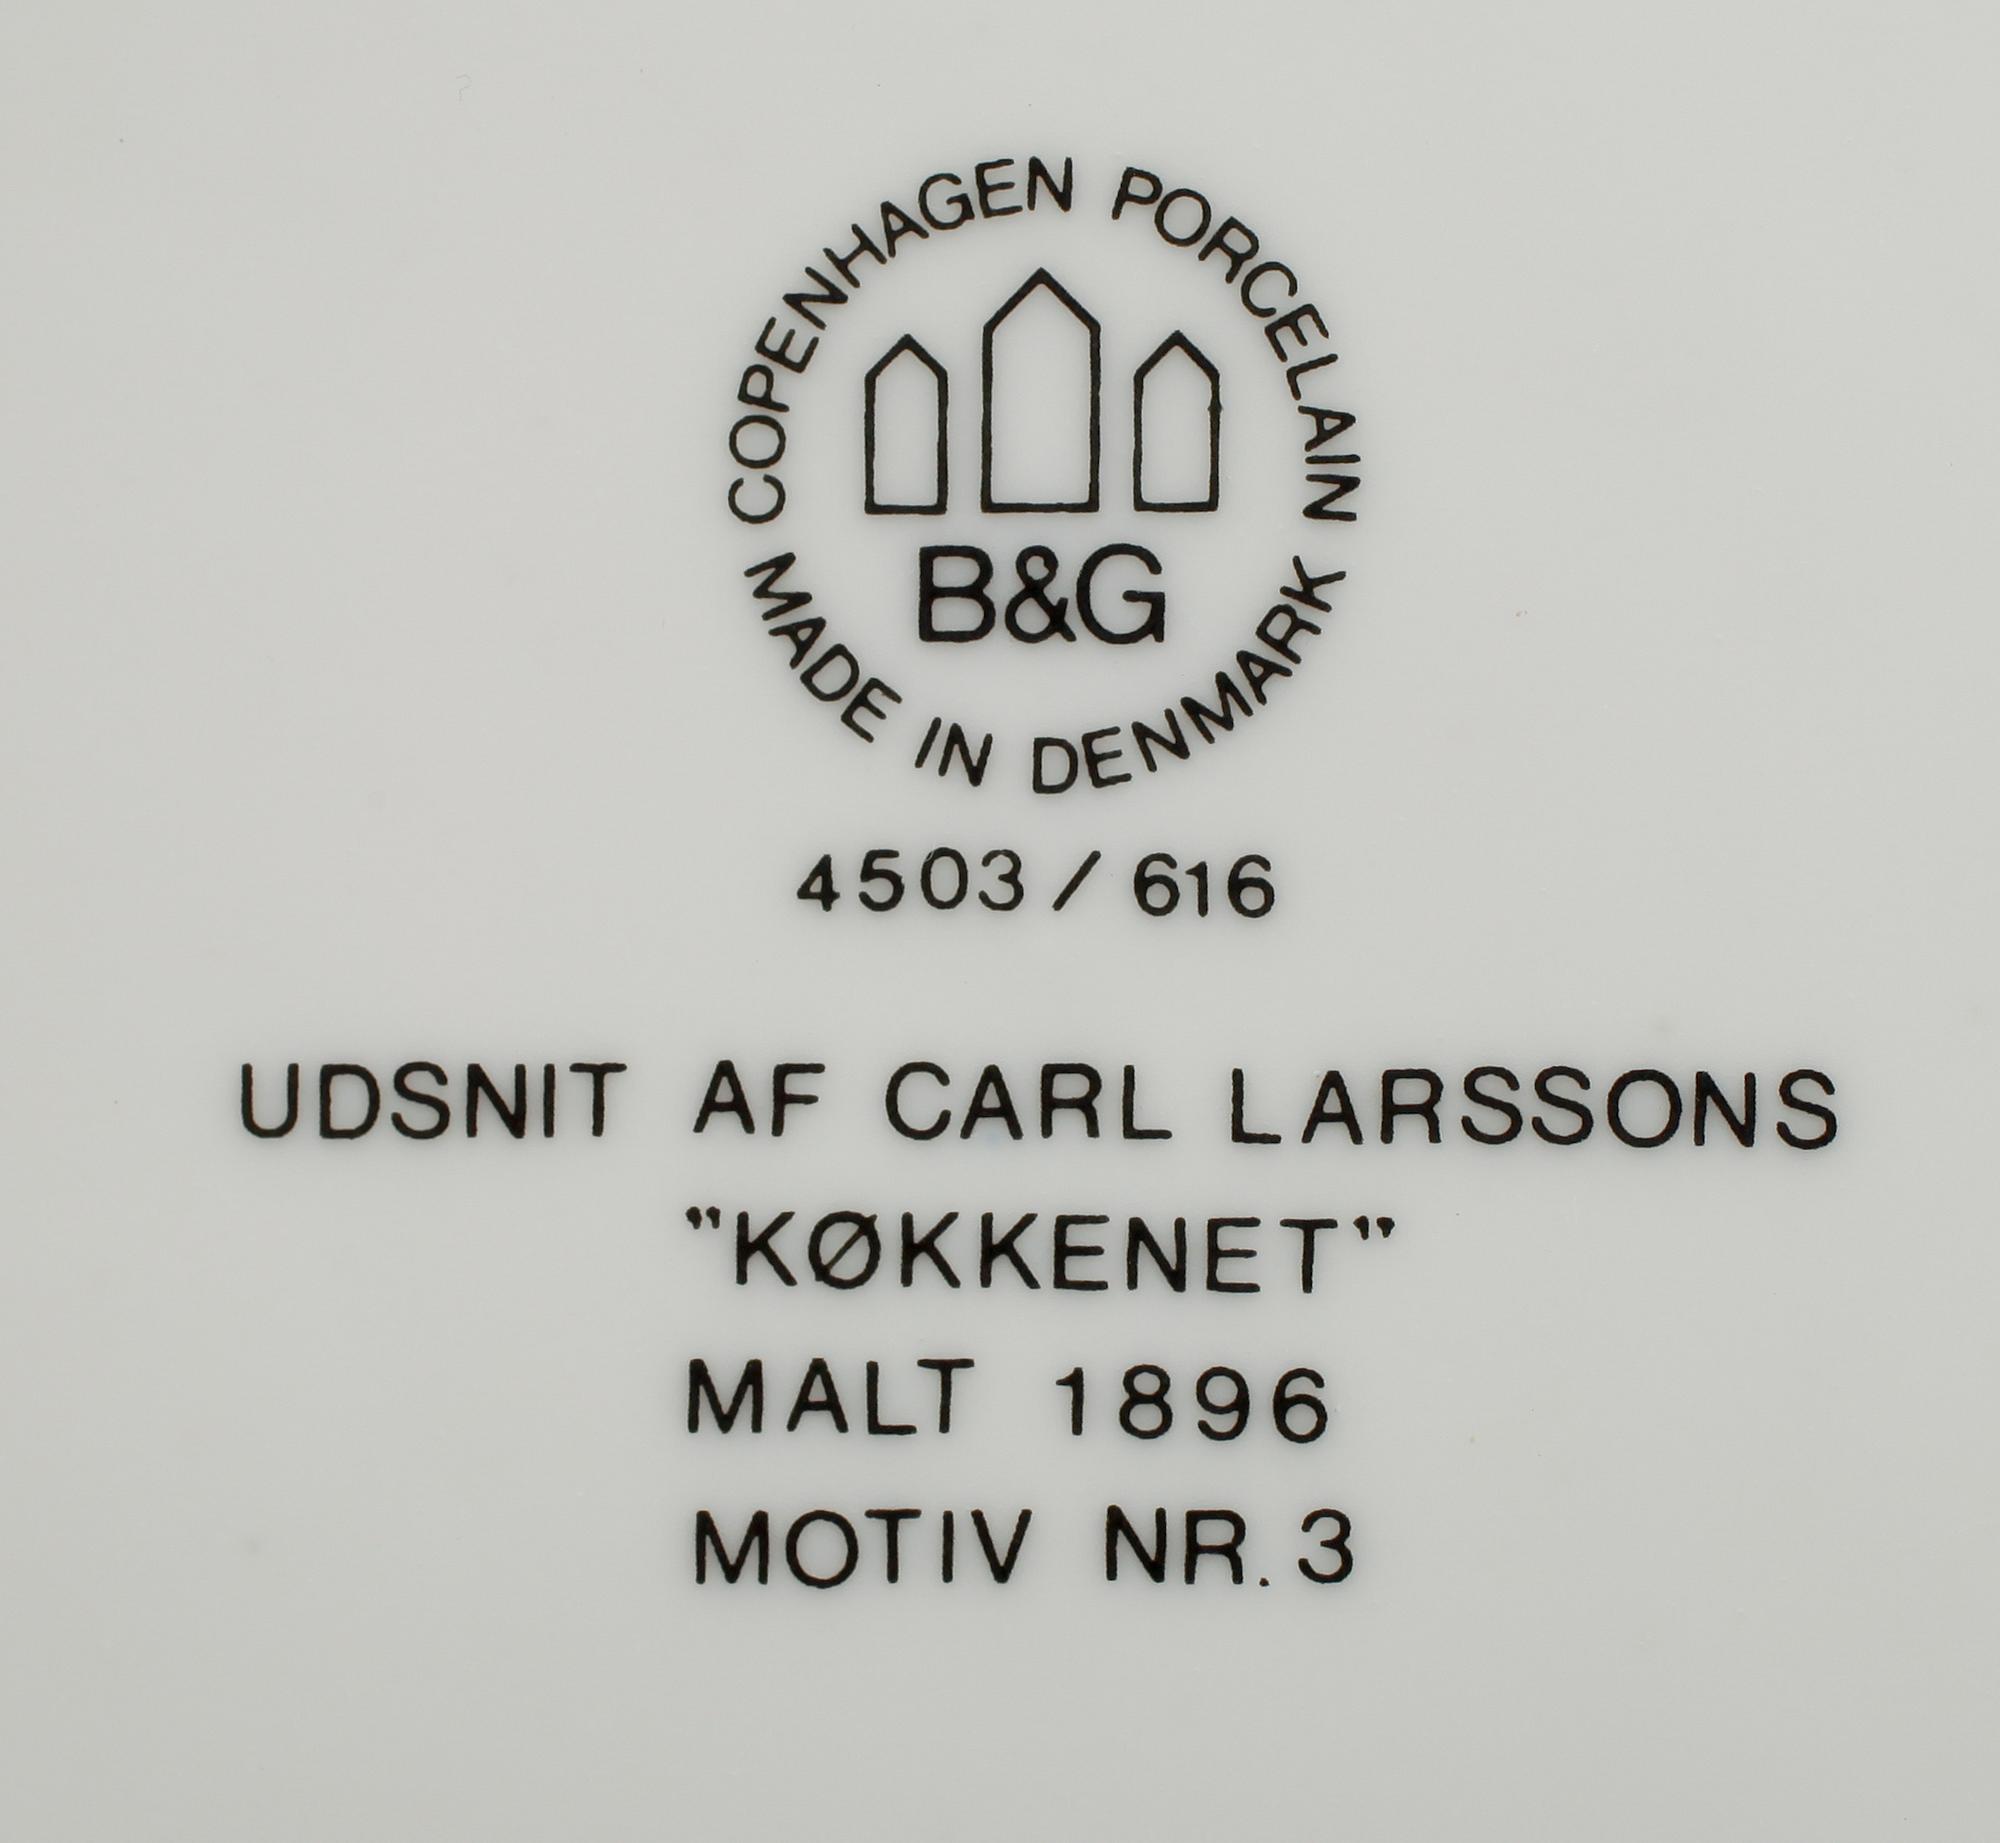 COPENHAGEN PORCELAIN
B&G
MADE IN DENMARK
4503 / 616
UDSNIT AF CARL LARSSONS
"KØKKENET"
MALT 1896
MOTIV NR. 3